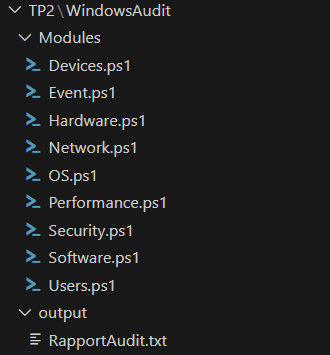 TP2\WindowsAudit
Modules
Devices.ps1
Event.ps1
Hardware.ps1
Network.ps1
OS.ps1
Performance.ps1
Security.ps1
Software.ps1
Users.ps1
output
RapportAudit.txt